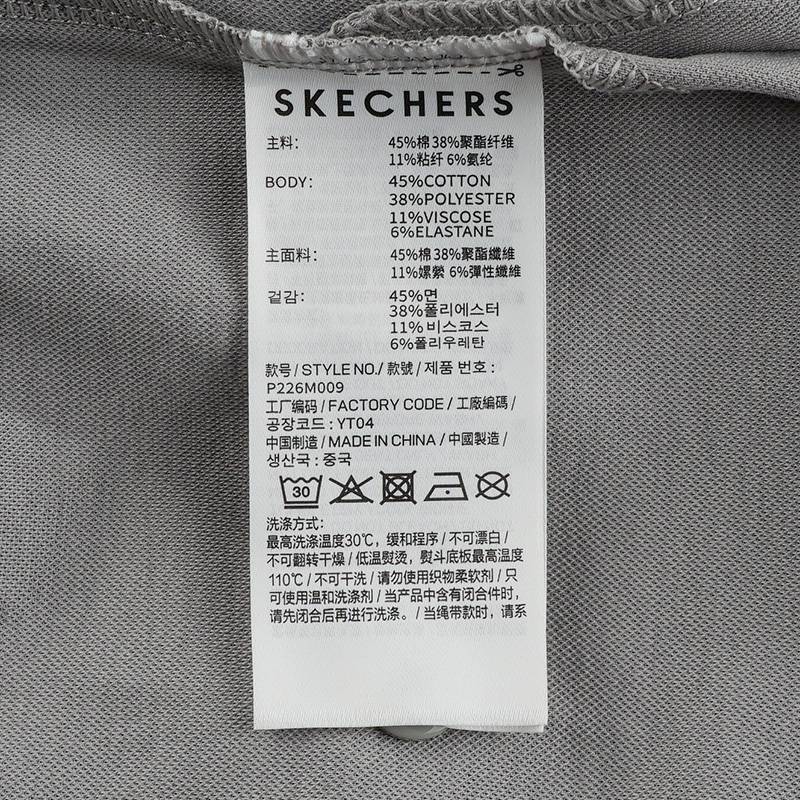 SKECHERS
主料： 45%棉 38%聚酯纤维
11%粘纤 6%氨纶
BODY： 45%COTTON
38%POLYESTER
11%VISCOSE
6%ELASTANE
主面料： 45%棉 38%聚酯纖維
11%嫘縈 6%彈性纖維
겉감： 45%면
38%폴리에스터
11%비스코스
6%폴리우레탄
款号 / STYLE NO./ 款號 / 제품 번호 :
P226M009
工厂编码 / FACTORY CODE / 工廠編碼 /
공장코드 : YT04
中国制造 / MADE IN CHINA / 中國製造 /
생산국 : 중국
30
洗涤方式：
最高洗涤温度30℃，缓和程序 / 不可漂白 /
不可翻转干燥 / 低温熨烫，熨斗底板最高温度
110℃ / 不可干洗 / 请勿使用织物柔软剂 / 只
可使用温和洗涤剂 / 当产品中含有闭合件时，
请先闭合后再进行洗涤。 / 当绳带款时，请系